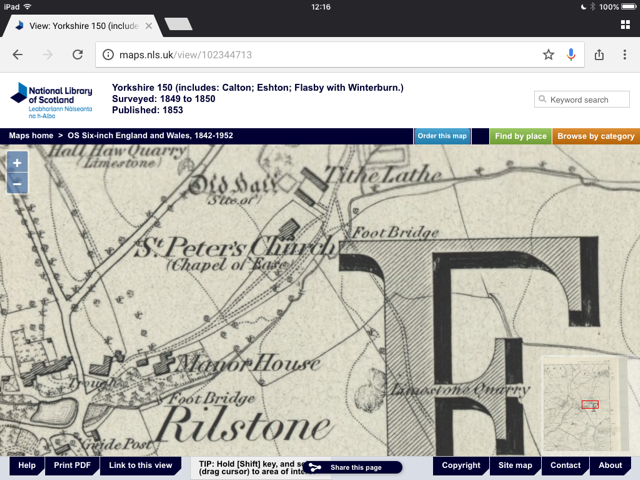 iPad 12:16 100%
View: Yorkshire 150 (include
maps.nls.uk/view/102344713
National Library
of Scotland
Leabharlann Nàiseanta
na h-Alba
Yorkshire 150 (includes: Calton; Eshton; Flasby with Winterburn.)
Surveyed: 1849 to 1850
Published: 1853
Keyword search
Maps home > OS Six-inch England and Wales, 1842-1952
Order this map
Find by place
Browse by category
+
−
Hall Haw Quarry
(Limestone)
Old Hall
(Site of)
Tithe Lathe
St. Peter's Church
(Chapel of Ease)
Foot Bridge
E
Manor House
Trough
Foot Bridge
Limestone Quarry
Rilstone
Guide Post
Help
Print PDF
Link to this view
TIP: Hold [Shift] key, and se
(drag cursor) to area of inte
Share this page
Copyright
Site map
Contact
About